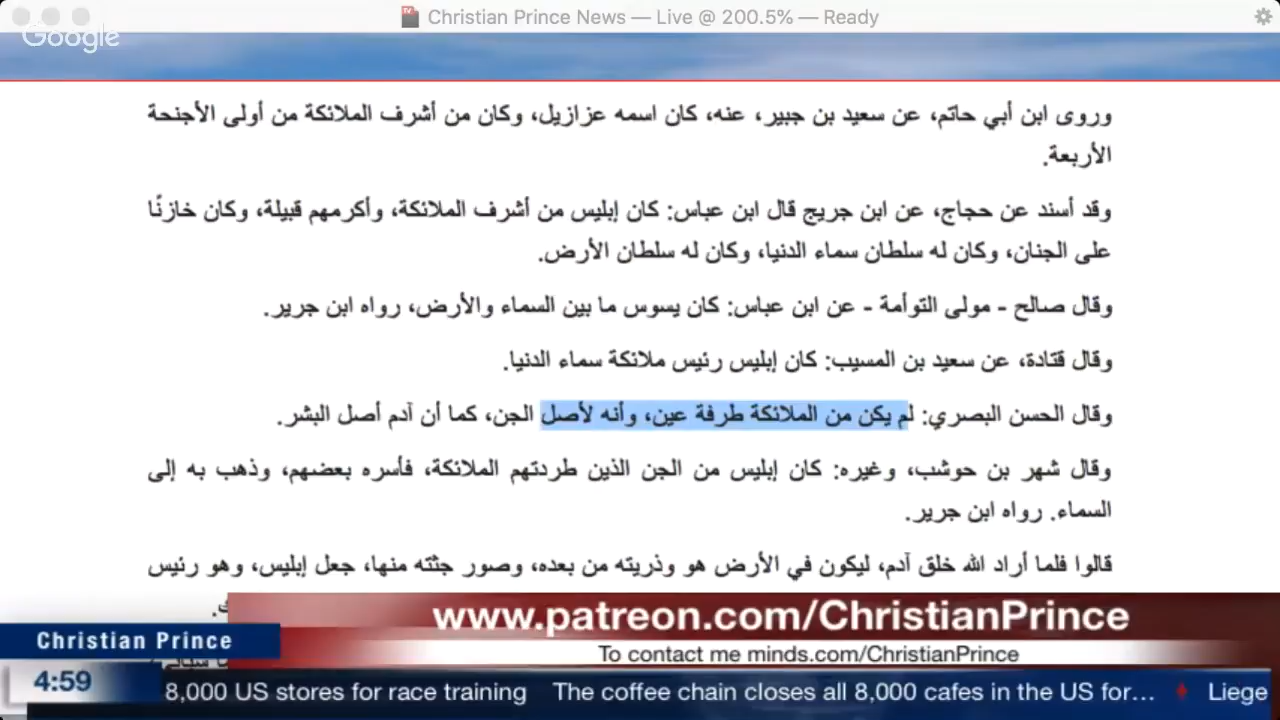 Christian Prince News — Live @ 200.5% — Ready
Google
وروى ابن أبي حاتم، عن سعيد بن جبير، عنه، كان اسمه عزازيل، وكان من أشرف الملائكة من أولى الأجنحة
الأربعة.
وقد أسند عن حجاج، عن ابن جريج قال ابن عباس: كان إبليس من أشرف الملائكة، وأكرمهم قبيلة، وكان خازنًا
على الجنان، وكان له سلطان سماء الدنيا، وكان له سلطان الأرض.
وقال صالح - مولى التوأمة - عن ابن عباس: كان يسوس ما بين السماء والأرض، رواه ابن جرير.
وقال قتادة، عن سعيد بن المسيب: كان إبليس رئيس ملائكة سماء الدنيا.
وقال الحسن البصري: لم يكن من الملائكة طرفة عين، وأنه لأصل الجن، كما أن آدم أصل البشر.
وقال شهر بن حوشب، وغيره: كان إبليس من الجن الذين طردتهم الملائكة، فأسره بعضهم، وذهب به إلى
السماء. رواه ابن جرير.
قالوا فلما أراد الله خلق آدم، ليكون في الأرض هو وذريته من بعده، وصور جثته منها، جعل إبليس، وهو رئيس
www.patreon.com/ChristianPrince
Christian Prince
To contact me minds.com/ChristianPrince
4:59
8,000 US stores for race training The coffee chain closes all 8,000 cafes in the US for... Liege